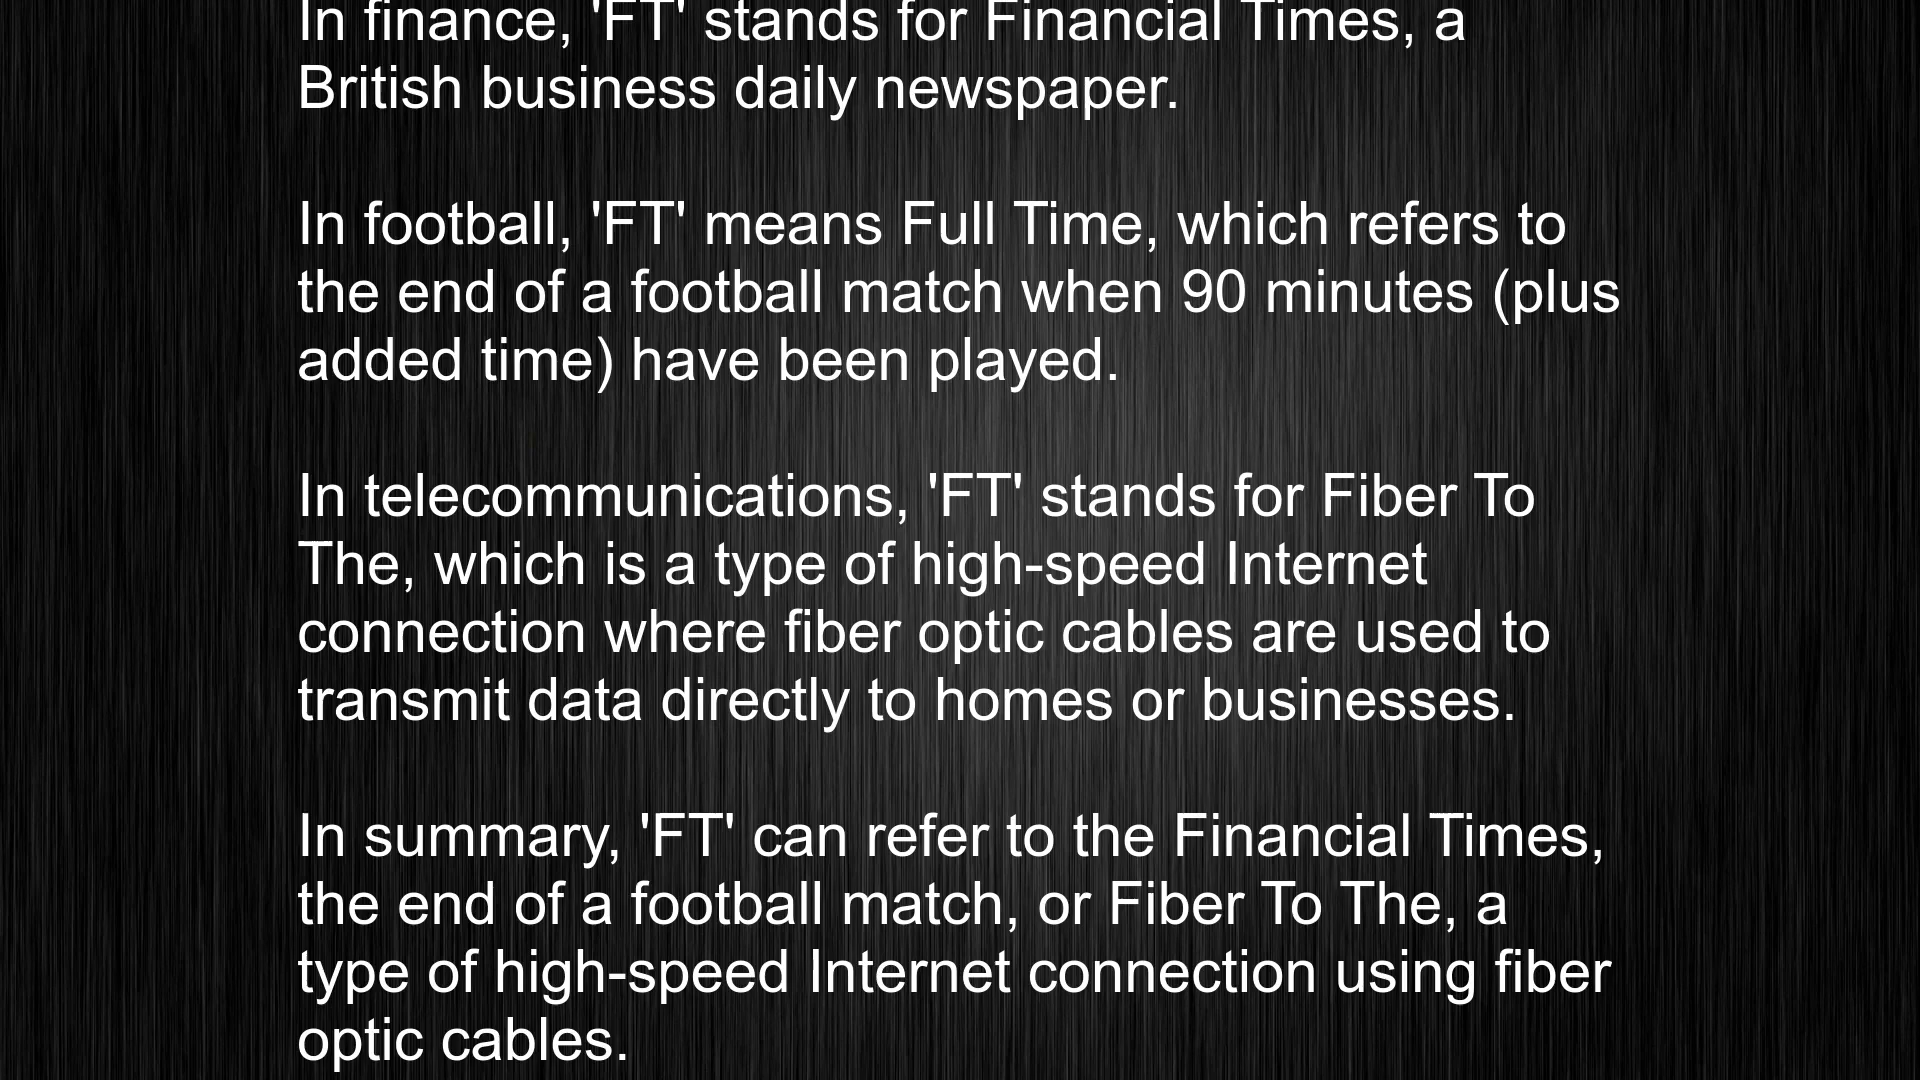 In finance, 'FT' stands for Financial Times, a
British business daily newspaper.
In football, 'FT' means Full Time, which refers to
the end of a football match when 90 minutes (plus
added time) have been played.
In telecommunications, 'FT' stands for Fiber To
The, which is a type of high-speed Internet
connection where fiber optic cables are used to
transmit data directly to homes or businesses.
In summary, 'FT' can refer to the Financial Times,
the end of a football match, or Fiber To The, a
type of high-speed Internet connection using fiber
optic cables.